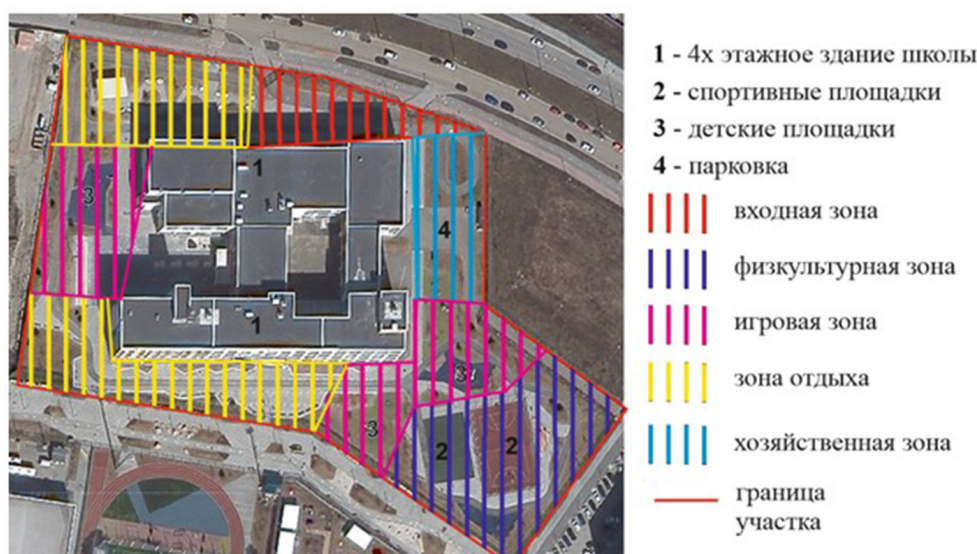 1 - 4х этажное здание школы
2 - спортивные площадки
3 - детские площадки
4 - парковка
входная зона
физкультурная зона
игровая зона
зона отдыха
хозяйственная зона
граница
участка
1
3
4
1
3
3
2
2